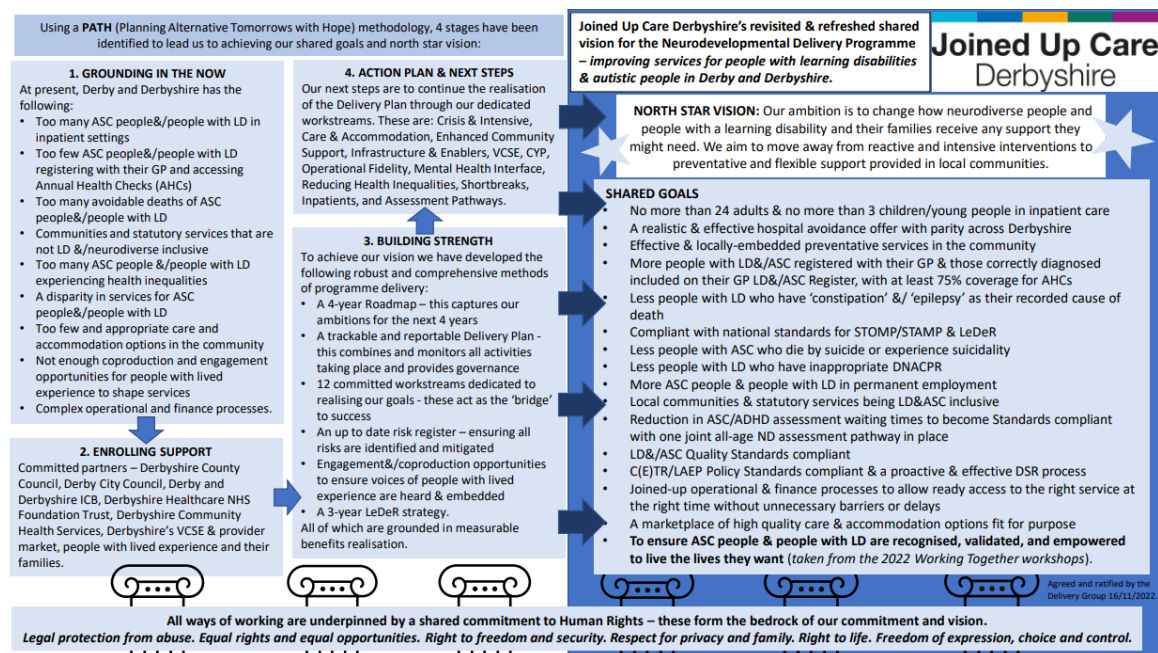 Using a PATH (Planning Alternative Tomorrows with Hope) methodology, 4 stages have been
identified to lead us to achieving our shared goals and north star vision:
1. GROUNDING IN THE NOW
At present, Derby and Derbyshire has the
following:
• Too many ASC people&/people with LD in
inpatient settings
• Too few ASC people&/people with LD
registering with their GP and accessing
Annual Health Checks (AHCs)
• Too many avoidable deaths of ASC
people&/people with LD
• Communities and statutory services that are
not LD &/neurodiverse inclusive
• Too many ASC people &/people with LD
experiencing health inequalities
• A disparity in services for ASC
people&/people with LD
• Too few and appropriate care and
accommodation options in the community
• Not enough coproduction and engagement
opportunities for people with lived
experience to shape services
• Complex operational and finance processes.
2. ENROLLING SUPPORT
Committed partners – Derbyshire County
Council, Derby City Council, Derby and
Derbyshire ICB, Derbyshire Healthcare NHS
Foundation Trust, Derbyshire Community
Health Services, Derbyshire's VCSE & provider
market, people with lived experience and their
families.
3. BUILDING STRENGTH
To achieve our vision we have developed the
following robust and comprehensive methods
of programme delivery:
• A 4-year Roadmap – this captures our
ambitions for the next 4 years
• A trackable and reportable Delivery Plan -
this combines and monitors all activities
taking place and provides governance
• 12 committed workstreams dedicated to
realising our goals - these act as the 'bridge'
to success
• An up to date risk register – ensuring all
risks are identified and mitigated
• Engagement&/coproduction opportunities
to ensure voices of people with lived
experience are heard & embedded
• A 3-year LeDeR strategy.
All of which are grounded in measurable
benefits realisation.
4. ACTION PLAN & NEXT STEPS
Our next steps are to continue the realisation
of the Delivery Plan through our dedicated
workstreams. These are: Crisis & Intensive,
Care & Accommodation, Enhanced Community
Support, Infrastructure & Enablers, VCSE, CYP,
Operational Fidelity, Mental Health Interface,
Reducing Health Inequalities, Shortbreaks,
Inpatients, and Assessment Pathways.
Joined Up Care Derbyshire's revisited & refreshed shared
vision for the Neurodevelopmental Delivery Programme
– improving services for people with learning disabilities
& autistic people in Derby and Derbyshire.
Joined Up Care
Derbyshire
NORTH STAR VISION: Our ambition is to change how neurodiverse people and
people with a learning disability and their families receive any support they
might need. We aim to move away from reactive and intensive interventions to
preventative and flexible support provided in local communities.
SHARED GOALS
• No more than 24 adults & no more than 3 children/young people in inpatient care
• A realistic & effective hospital avoidance offer with parity across Derbyshire
• Effective & locally-embedded preventative services in the community
• More people with LD&/ASC registered with their GP & those correctly diagnosed
included on their GP LD&/ASC Register, with at least 75% coverage for AHCs
• Less people with LD who have 'constipation' &/ 'epilepsy' as their recorded cause of
death
• Compliant with national standards for STOMP/STAMP & LeDeR
• Less people with ASC who die by suicide or experience suicidality
• Less people with LD who have inappropriate DNACPR
• More ASC people & people with LD in permanent employment
• Local communities & statutory services being LD&ASC inclusive
• Reduction in ASC/ADHD assessment waiting times to become Standards compliant
with one joint all-age ND assessment pathway in place
• LD&/ASC Quality Standards compliant
• C(E)TR/LAEP Policy Standards compliant & a proactive & effective DSR process
• Joined-up operational & finance processes to allow ready access to the right service at
the right time without unnecessary barriers or delays
• A marketplace of high quality care & accommodation options fit for purpose
• To ensure ASC people & people with LD are recognised, validated, and empowered
to live the lives they want (taken from the 2022 Working Together workshops).
Agreed and ratified by the
Delivery Group 16/11/2022.
All ways of working are underpinned by a shared commitment to Human Rights – these form the bedrock of our commitment and vision.
Legal protection from abuse. Equal rights and equal opportunities. Right to freedom and security. Respect for privacy and family. Right to life. Freedom of expression, choice and control.